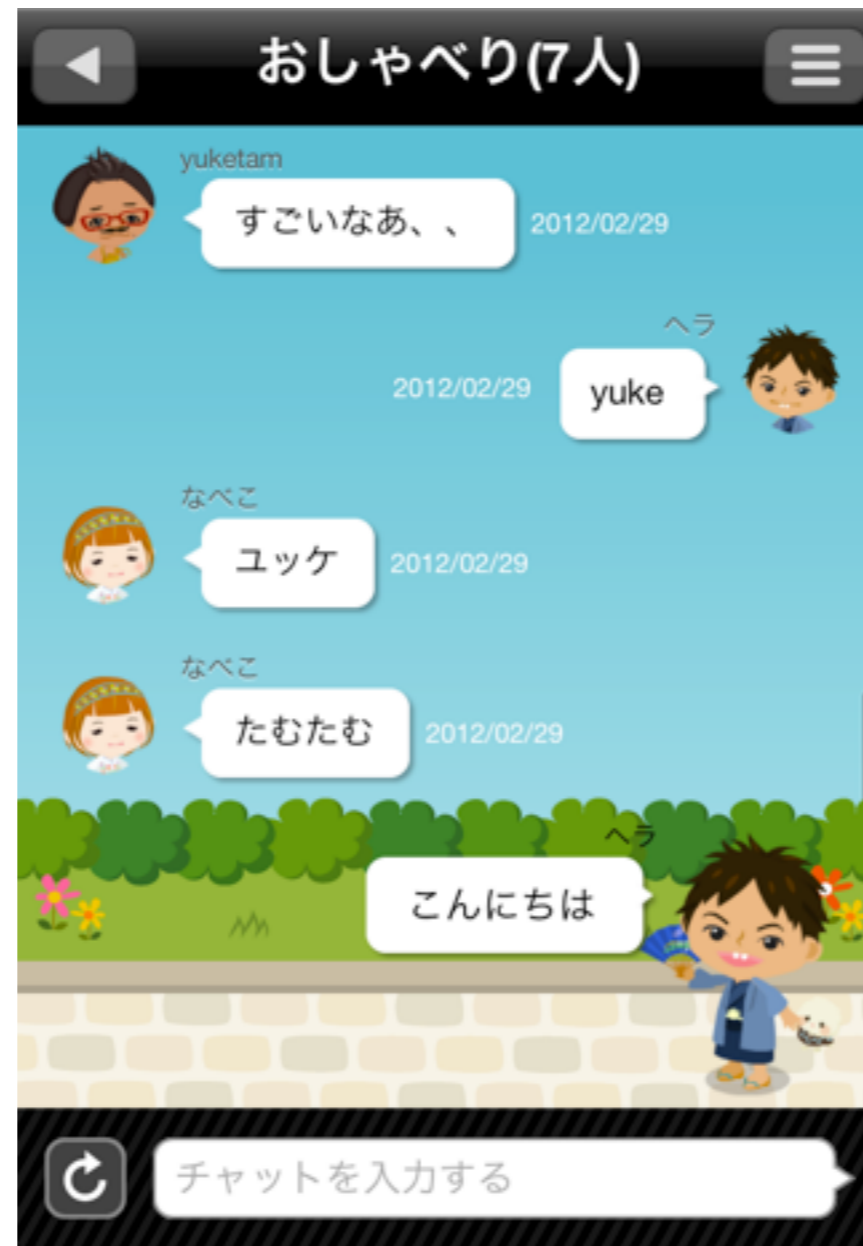 おしゃべり(7人)
yuketam
すごいなあ、、 2012/02/29
ヘラ
2012/02/29 yuke
なべこ
ユッケ 2012/02/29
なべこ
たむたむ 2012/02/29
ヘラ
こんにちは
チャットを入力する